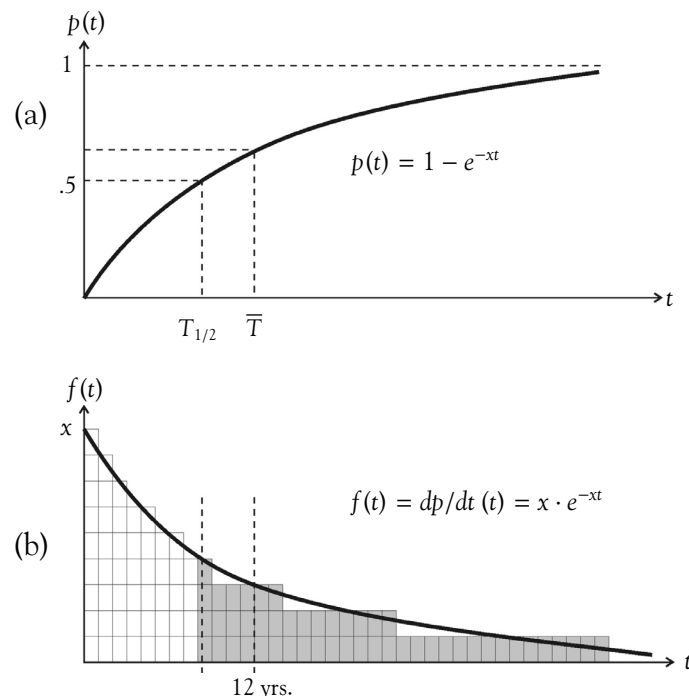 p(t)
1
(a)
p(t) = 1 − e^{−xt}
.5
t
T_{1/2} T̅
f(t)
x
f(t) = dp/dt (t) = x · e^{−xt}
(b)
t
12 yrs.